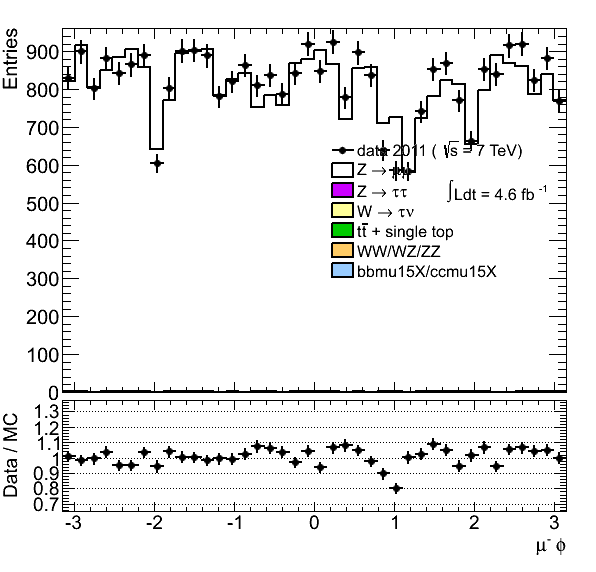 Entries
900
800
700
600
500
400
300
200
100
0
data 2011 ( √s = 7 TeV)
Z →
Z → ττ
W → τν
tt̄ + single top
WW/WZ/ZZ
bbmu15X/ccmu15X
∫Ldt = 4.6 fb⁻¹
Data / MC
1.3
1.2
1.1
1
0.9
0.8
0.7
-3 -2 -1 0 1 2 3
μ⁻ ϕ